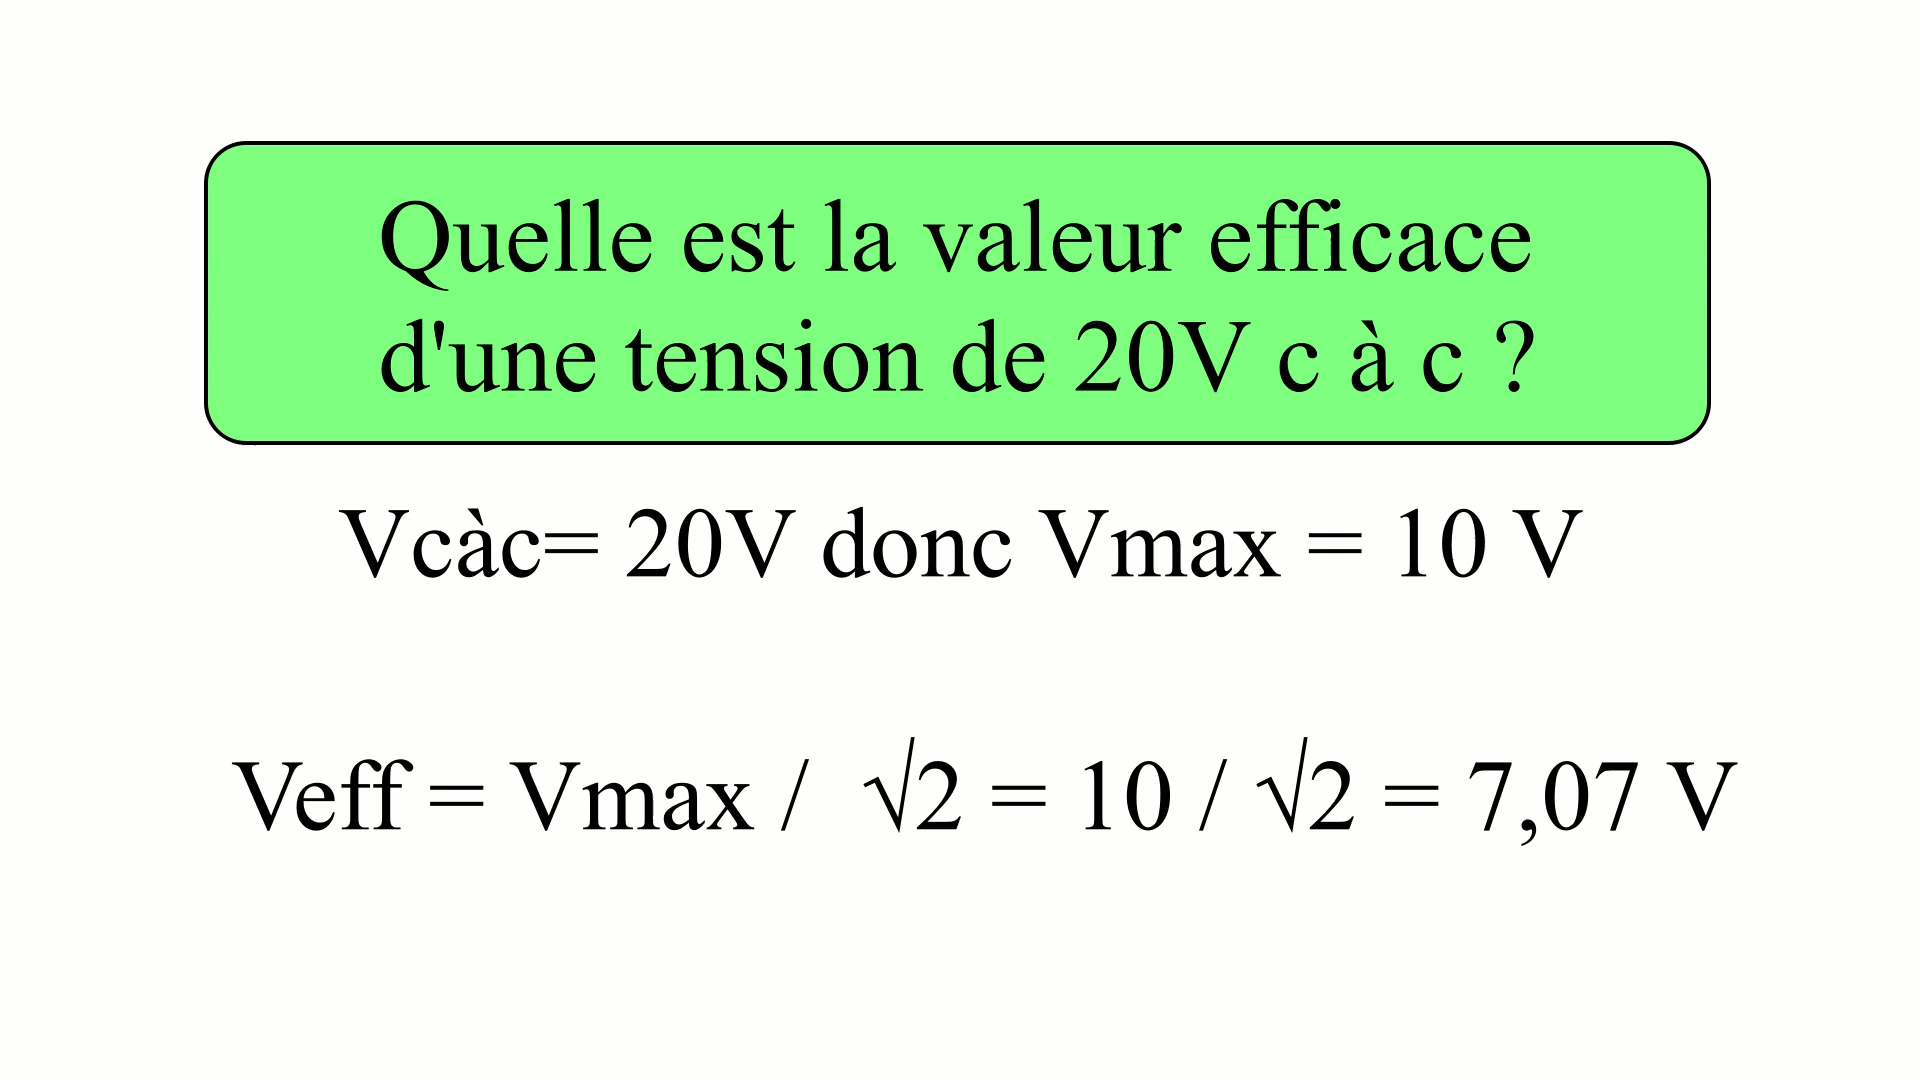 Quelle est la valeur efficace
d'une tension de 20V c à c ?
Vcàc= 20V donc Vmax = 10 V
Veff = Vmax / √2 = 10 / √2 = 7,07 V